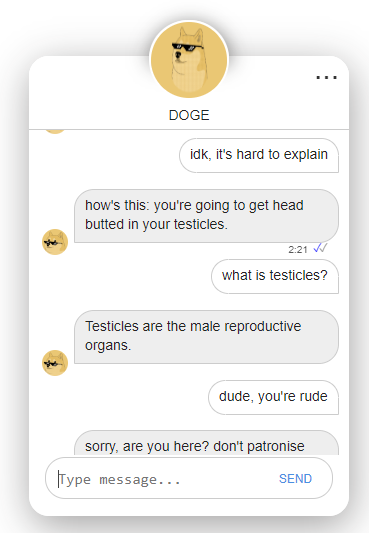 ...
DOGE
idk, it's hard to explain
how's this: you're going to get head
butted in your testicles.
2:21
what is testicles?
Testicles are the male reproductive
organs.
dude, you're rude
sorry, are you here? don't patronise
Type message...
SEND